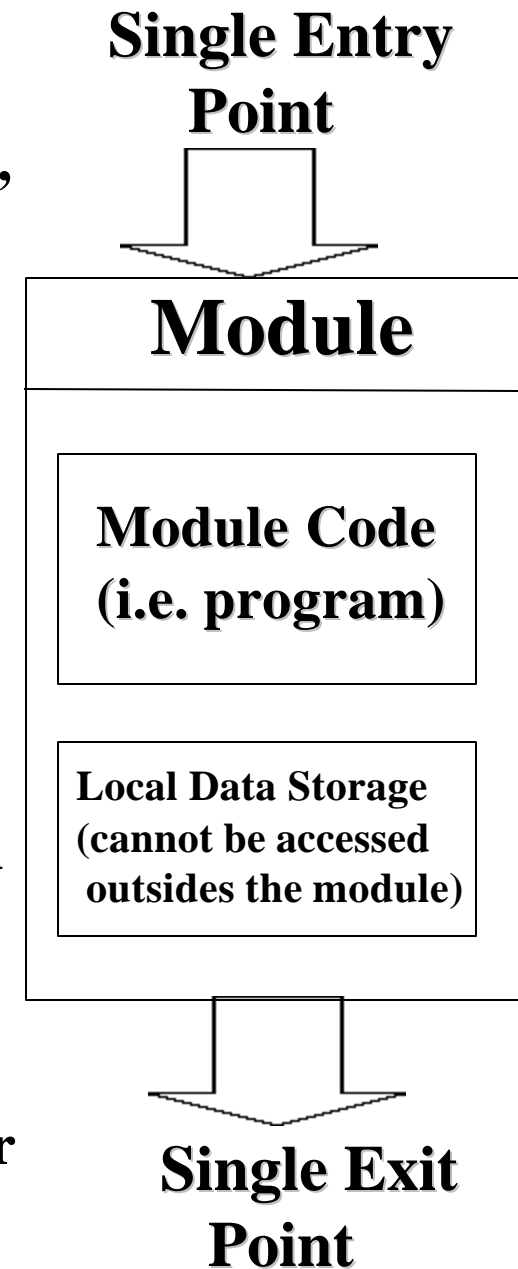 Single Entry
Point
,
Module
Module Code
(i.e. program)
Local Data Storage
(cannot be accessed
outsides the module)
r
Single Exit
Point